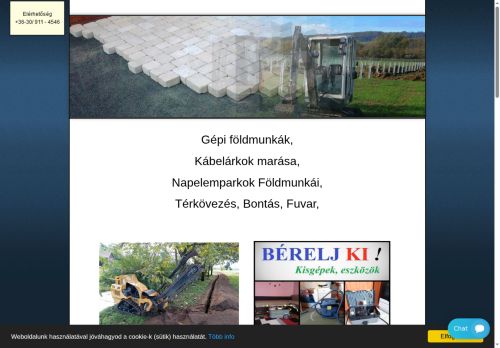 Elérhetőség
+36-30/ 911 - 4546
Gépi földmunkák,
Kábelárkok marása,
Napelemparkok Földmunkái,
Térkövezés, Bontás, Fuvar,
BÉRELJ KI !
Kisgépek, eszközök
Weboldalunk használatával jóváhagyod a cookie-k (sütik) használatát. Több info
Chat